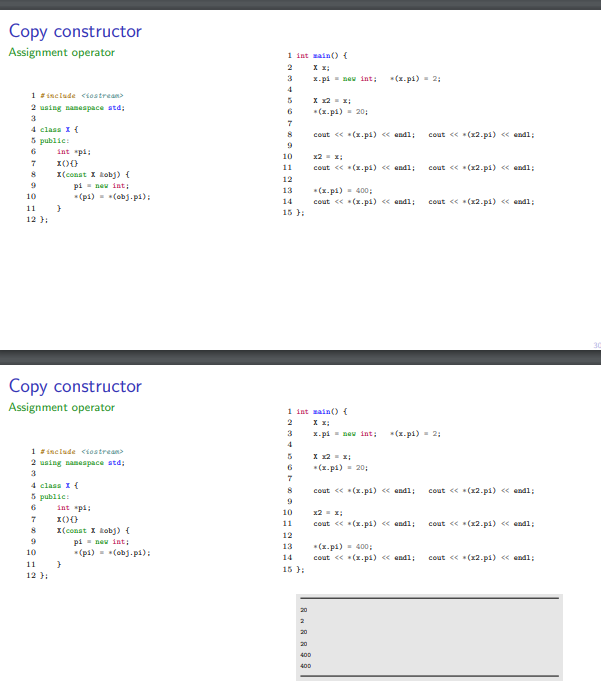 Copy constructor
Assignment operator
1 #include <iostream>
2 using namespace std;
3
4 class X {
5 public:
6 int *pi;
7 X(){}
8 X(const X &obj) {
9 pi = new int;
10 *(pi) = *(obj.pi);
11 }
12 };
1 int main() {
2 X x;
3 x.pi = new int; *(x.pi) = 2;
4
5 X x2 = x;
6 *(x.pi) = 20;
7
8 cout << *(x.pi) << endl; cout << *(x2.pi) << endl;
9
10 x2 = x;
11 cout << *(x.pi) << endl; cout << *(x2.pi) << endl;
12
13 *(x.pi) = 400;
14 cout << *(x.pi) << endl; cout << *(x2.pi) << endl;
15 };
30
Copy constructor
Assignment operator
1 #include <iostream>
2 using namespace std;
3
4 class X {
5 public:
6 int *pi;
7 X(){}
8 X(const X &obj) {
9 pi = new int;
10 *(pi) = *(obj.pi);
11 }
12 };
1 int main() {
2 X x;
3 x.pi = new int; *(x.pi) = 2;
4
5 X x2 = x;
6 *(x.pi) = 20;
7
8 cout << *(x.pi) << endl; cout << *(x2.pi) << endl;
9
10 x2 = x;
11 cout << *(x.pi) << endl; cout << *(x2.pi) << endl;
12
13 *(x.pi) = 400;
14 cout << *(x.pi) << endl; cout << *(x2.pi) << endl;
15 };
20
2
20
20
400
400